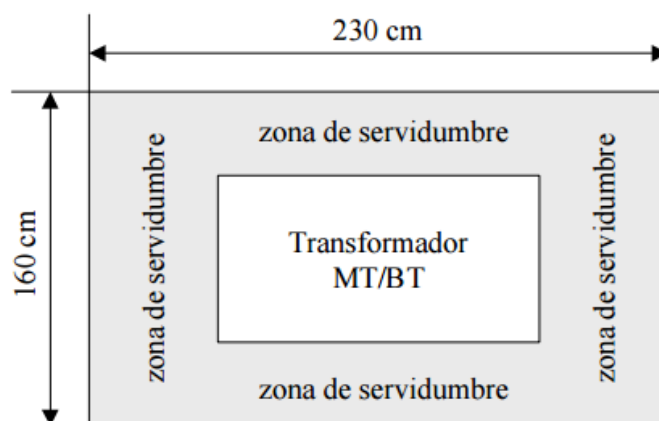 230 cm
zona de servidumbre
160 cm
zona de servidumbre
Transformador
MT/BT
zona de servidumbre
zona de servidumbre